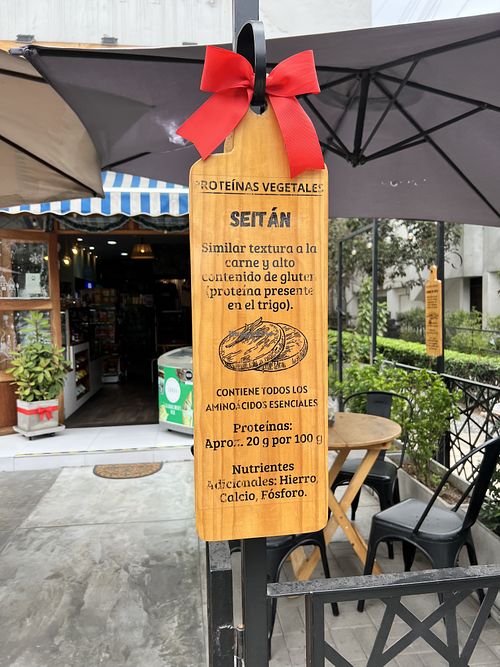 PROTEÍNAS VEGETALES
SEITÁN
Similar textura a la
carne y alto
contenido de gluten
(proteína presente
en el trigo).
CONTIENE TODOS LOS
AMINOÁCIDOS ESENCIALES
Proteínas:
Aprox. 20 g por 100 g
Nutrientes
Adicionales: Hierro,
Calcio, Fósforo.